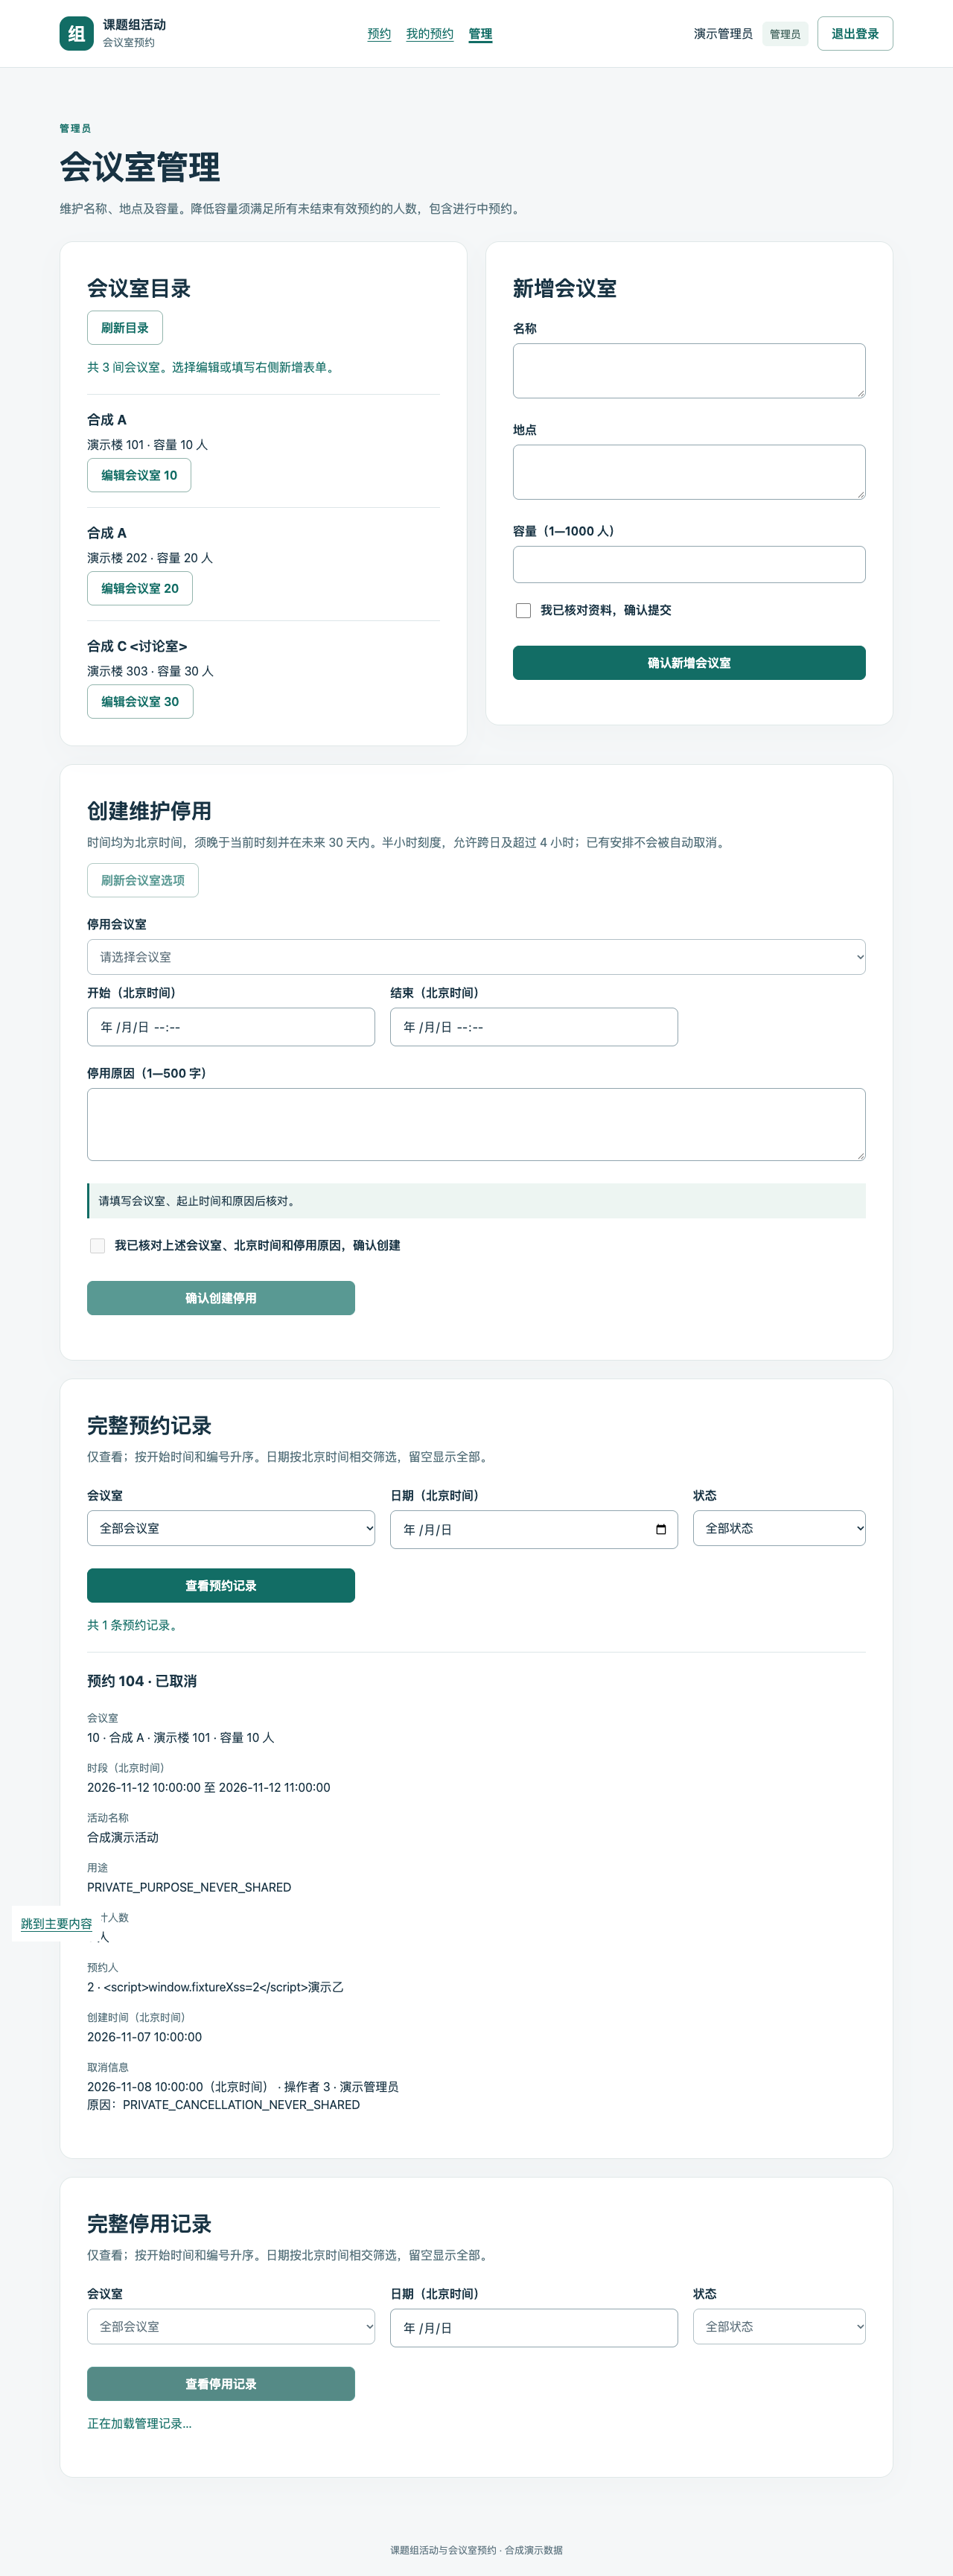 组
课题组活动
会议室预约
预约 我的预约 管理
演示管理员 管理员 退出登录
管理员
会议室管理
维护名称、地点及容量。降低容量须满足所有未结束有效预约的人数，包含进行中预约。
会议室目录
刷新目录
共 3 间会议室。选择编辑或填写右侧新增表单。
合成 A
演示楼 101 · 容量 10 人
编辑会议室 10
合成 A
演示楼 202 · 容量 20 人
编辑会议室 20
合成 C <讨论室>
演示楼 303 · 容量 30 人
编辑会议室 30
新增会议室
名称
地点
容量（1—1000 人）
我已核对资料，确认提交
确认新增会议室
创建维护停用
时间均为北京时间，须晚于当前时刻并在未来 30 天内。半小时刻度，允许跨日及超过 4 小时；已有安排不会被自动取消。
刷新会议室选项
停用会议室
请选择会议室
开始（北京时间） 结束（北京时间）
年 /月/日 --:-- 年 /月/日 --:--
停用原因（1—500 字）
请填写会议室、起止时间和原因后核对。
我已核对上述会议室、北京时间和停用原因，确认创建
确认创建停用
完整预约记录
仅查看；按开始时间和编号升序。日期按北京时间相交筛选，留空显示全部。
会议室 日期（北京时间） 状态
全部会议室 年 /月/日 全部状态
查看预约记录
共 1 条预约记录。
预约 104 · 已取消
会议室
10 · 合成 A · 演示楼 101 · 容量 10 人
时段（北京时间）
2026-11-12 10:00:00 至 2026-11-12 11:00:00
活动名称
合成演示活动
用途
PRIVATE_PURPOSE_NEVER_SHARED
人数
跳到主要内容
人
预约人
2 · <script>window.fixtureXss=2</script>演示乙
创建时间（北京时间）
2026-11-07 10:00:00
取消信息
2026-11-08 10:00:00（北京时间） · 操作者 3 · 演示管理员
原因：PRIVATE_CANCELLATION_NEVER_SHARED
完整停用记录
仅查看；按开始时间和编号升序。日期按北京时间相交筛选，留空显示全部。
会议室 日期（北京时间） 状态
全部会议室 年 /月/日 全部状态
查看停用记录
正在加载管理记录...
课题组活动与会议室预约 · 合成演示数据